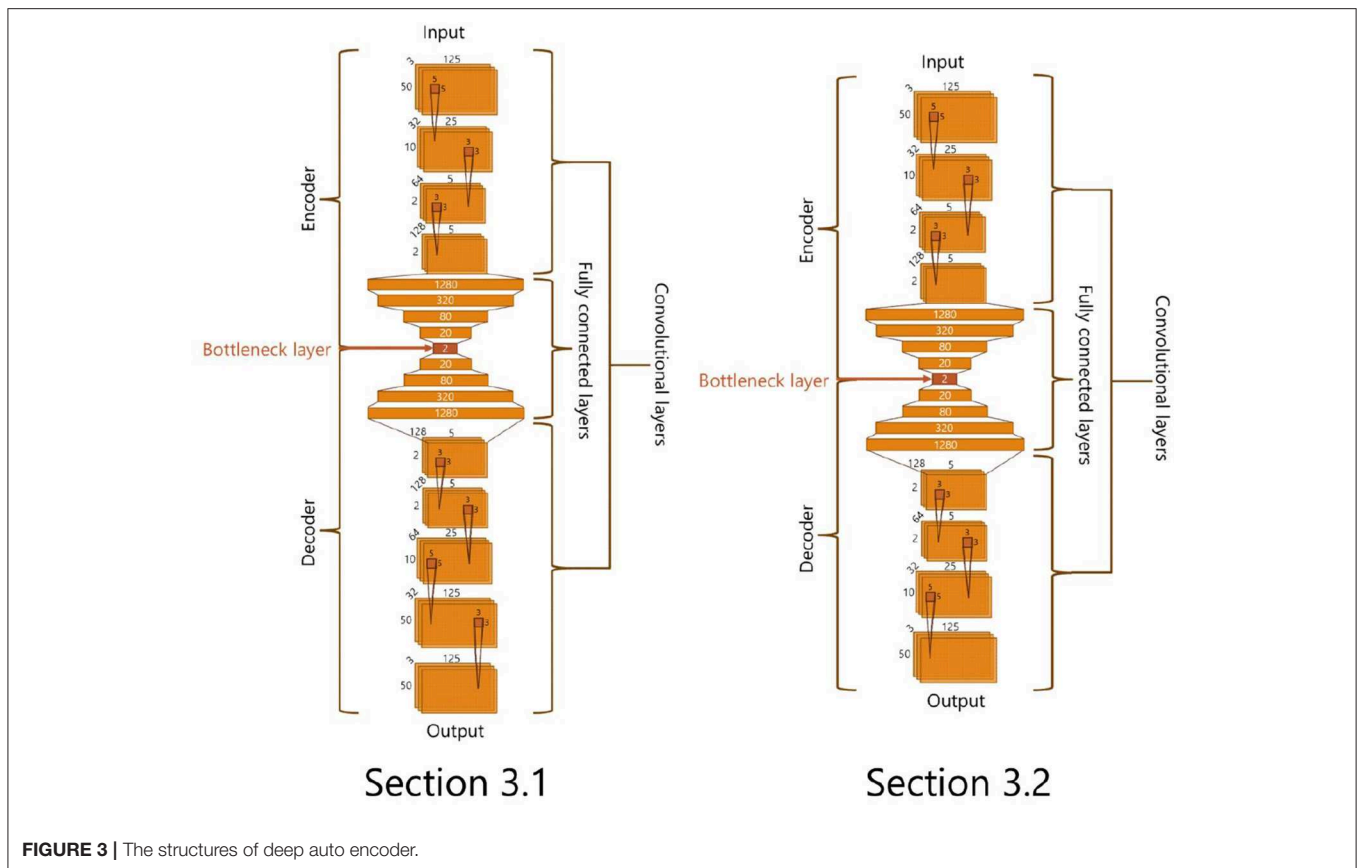 Input
3 125
50 5 5
32 25
10 3 3
64 5
2 3 3
128 5
2
1280
320
80
20
2
20
80
320
1280
128 5
2 3 3
128 5
2 3 3
64 25
10 5 5
32 125
50 3 3
3 125
50
Output
Encoder
Decoder
Bottleneck layer
Fully connected layers
Convolutional layers
Section 3.1
Input
3 125
50 5 5
32 25
10 3 3
64 5
2 3 3
128 5
2
1280
320
80
20
2
20
80
320
1280
128 5
2 3 3
64 5
2 3 3
32 25
10 5 5
3 125
50
Output
Encoder
Decoder
Bottleneck layer
Fully connected layers
Convolutional layers
Section 3.2
FIGURE 3 | The structures of deep auto encoder.